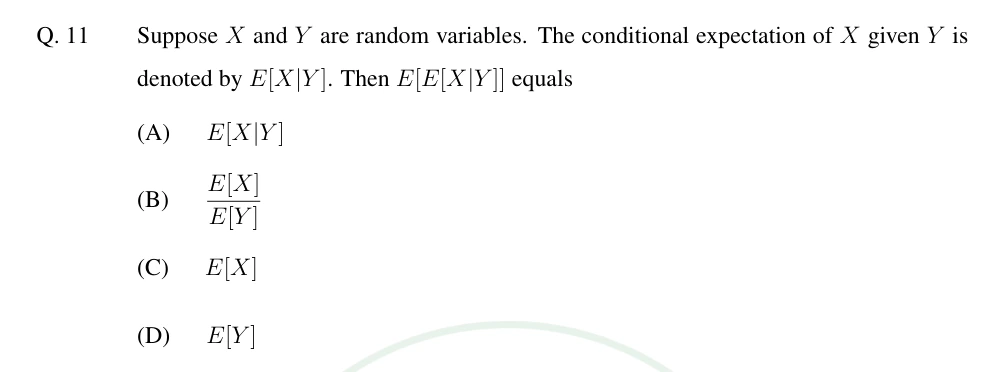 Q. 11 Suppose X and Y are random variables. The conditional expectation of X given Y is
denoted by E[X|Y]. Then E[E[X|Y]] equals
(A) E[X|Y]
(B) E[X]/E[Y]
(C) E[X]
(D) E[Y]